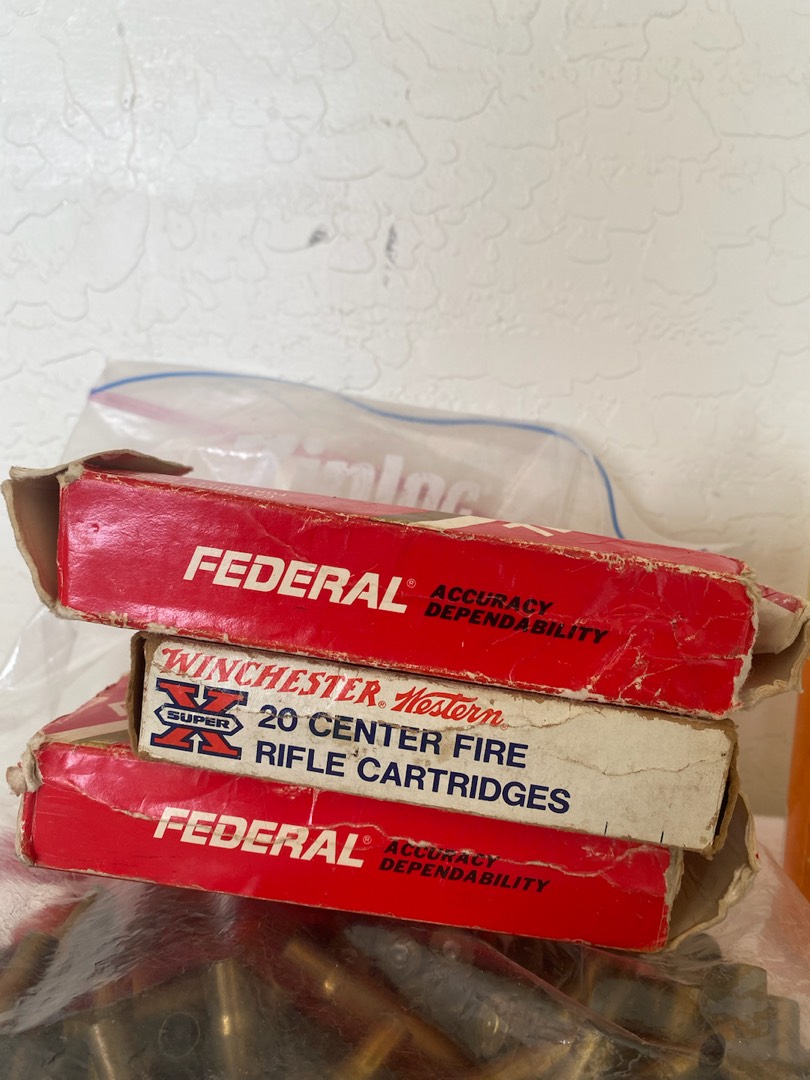 FEDERAL®
ACCURACY
DEPENDABILITY
WINCHESTER® Western®
SUPER X
20 CENTER FIRE
RIFLE CARTRIDGES
FEDERAL®
ACCURACY
DEPENDABILITY